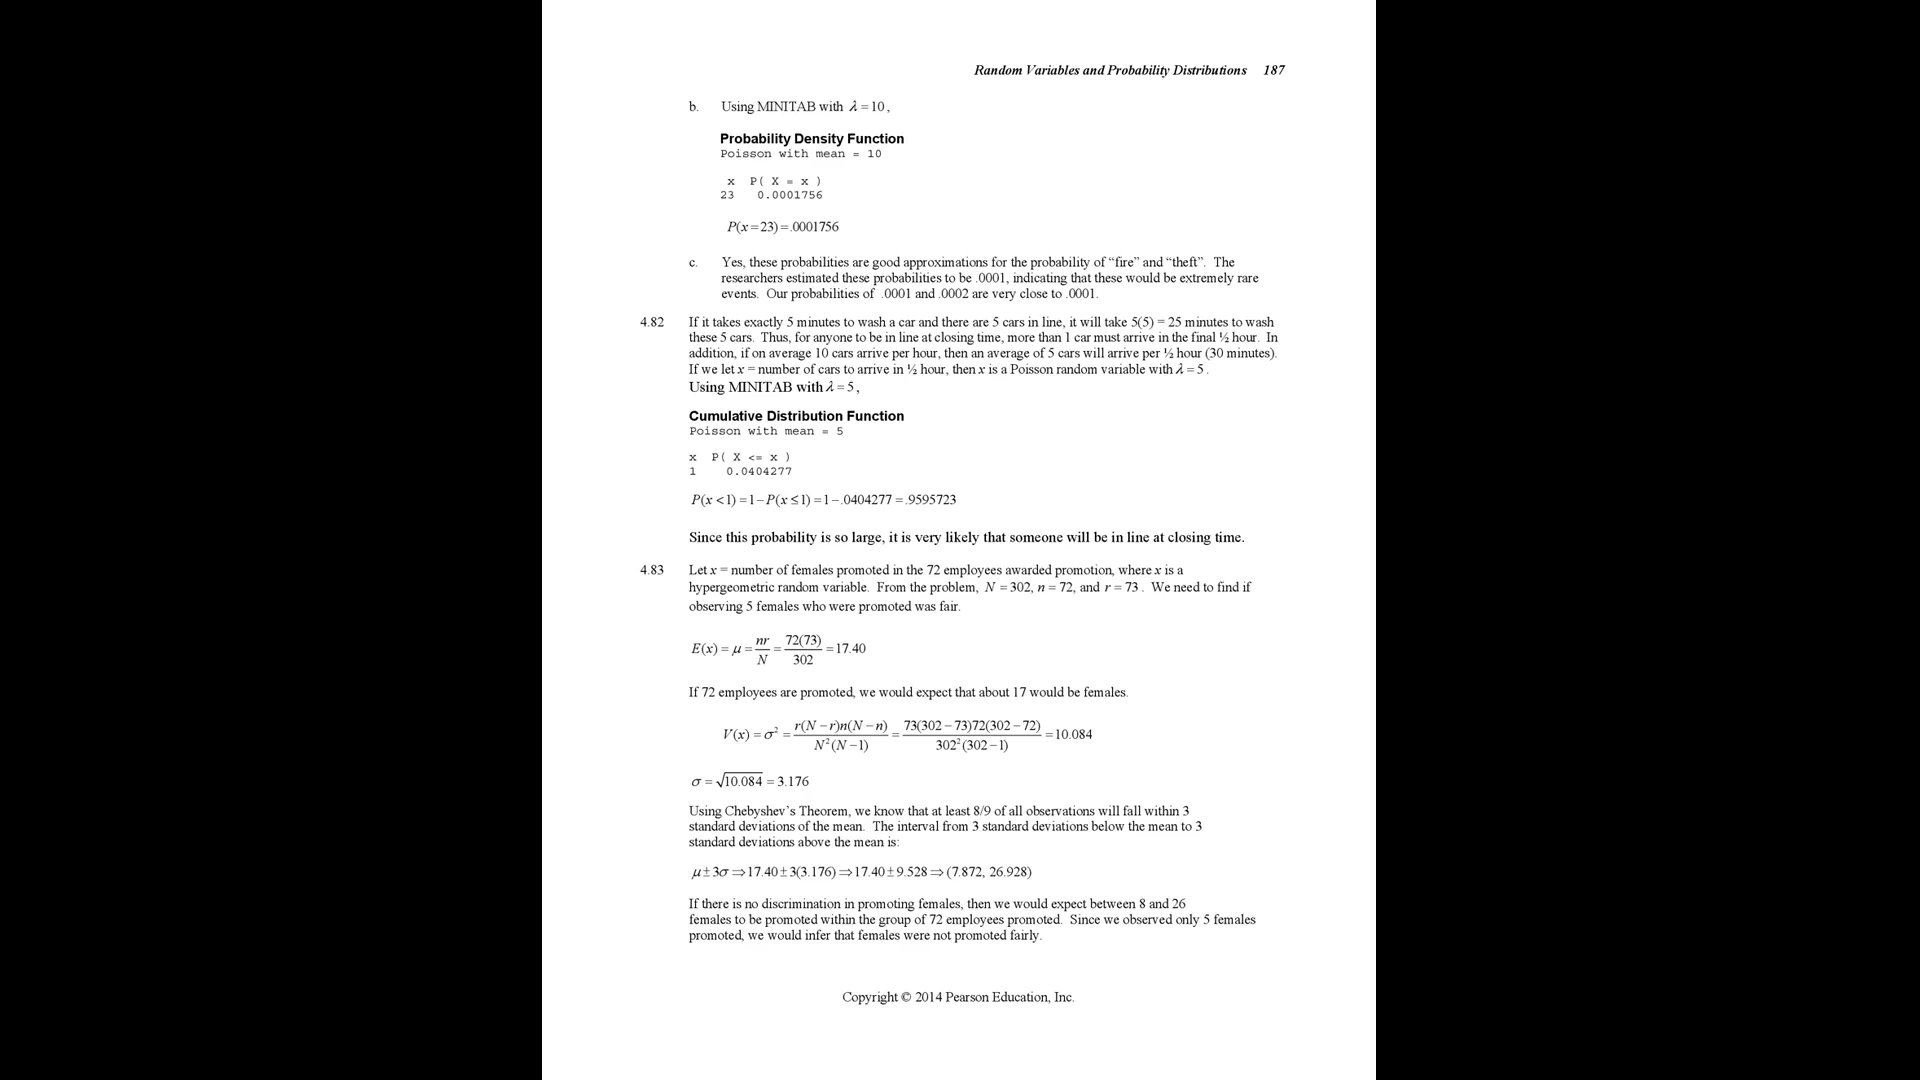 Random Variables and Probability Distributions 187
b. Using MINITAB with λ = 10 ,
Probability Density Function
Poisson with mean = 10
x P( X = x )
23 0.0001756
P(x = 23) = .0001756
c. Yes, these probabilities are good approximations for the probability of “fire” and “theft”. The
researchers estimated these probabilities to be .0001, indicating that these would be extremely rare
events. Our probabilities of .0001 and .0002 are very close to .0001.
4.82 If it takes exactly 5 minutes to wash a car and there are 5 cars in line, it will take 5(5) = 25 minutes to wash
these 5 cars. Thus, for anyone to be in line at closing time, more than 1 car must arrive in the final ½ hour. In
addition, if on average 10 cars arrive per hour, then an average of 5 cars will arrive per ½ hour (30 minutes).
If we let x = number of cars to arrive in ½ hour, then x is a Poisson random variable with λ = 5 .
Using MINITAB with λ = 5 ,
Cumulative Distribution Function
Poisson with mean = 5
x P( X <= x )
1 0.0404277
P(x < 1) = 1 − P(x ≤ 1) = 1 − .0404277 = .9595723
Since this probability is so large, it is very likely that someone will be in line at closing time.
4.83 Let x = number of females promoted in the 72 employees awarded promotion, where x is a
hypergeometric random variable. From the problem, N = 302, n = 72, and r = 73 . We need to find if
observing 5 females who were promoted was fair.
E(x) = μ = nr/N = 72(73)/302 = 17.40
If 72 employees are promoted, we would expect that about 17 would be females.
V(x) = σ² = r(N − r)n(N − n)/N²(N − 1) = 73(302 − 73)72(302 − 72)/302²(302 − 1) = 10.084
σ = √10.084 = 3.176
Using Chebyshev’s Theorem, we know that at least 8/9 of all observations will fall within 3
standard deviations of the mean. The interval from 3 standard deviations below the mean to 3
standard deviations above the mean is:
μ ± 3σ ⇒ 17.40 ± 3(3.176) ⇒ 17.40 ± 9.528 ⇒ (7.872, 26.928)
If there is no discrimination in promoting females, then we would expect between 8 and 26
females to be promoted within the group of 72 employees promoted. Since we observed only 5 females
promoted, we would infer that females were not promoted fairly.
Copyright © 2014 Pearson Education, Inc.